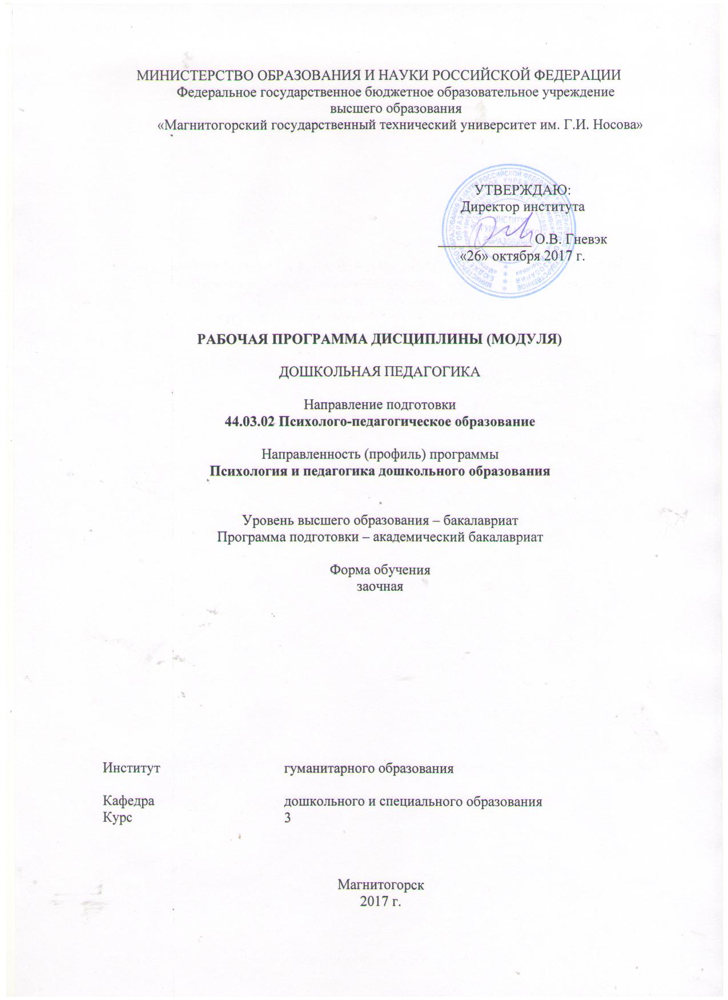 МИНИСТЕРСТВО ОБРАЗОВАНИЯ И НАУКИ РОССИЙСКОЙ ФЕДЕРАЦИИ
Федеральное государственное бюджетное образовательное учреждение
высшего образования
«Магнитогорский государственный технический университет им. Г.И. Носова»
УТВЕРЖДАЮ:
Директор института
О.В. Гневэк
«26» октября 2017 г.
РАБОЧАЯ ПРОГРАММА ДИСЦИПЛИНЫ (МОДУЛЯ)
ДОШКОЛЬНАЯ ПЕДАГОГИКА
Направление подготовки
44.03.02 Психолого-педагогическое образование
Направленность (профиль) программы
Психология и педагогика дошкольного образования
Уровень высшего образования – бакалавриат
Программа подготовки – академический бакалавриат
Форма обучения
заочная
Институт гуманитарного образования
Кафедра дошкольного и специального образования
Курс 3
Магнитогорск
2017 г.